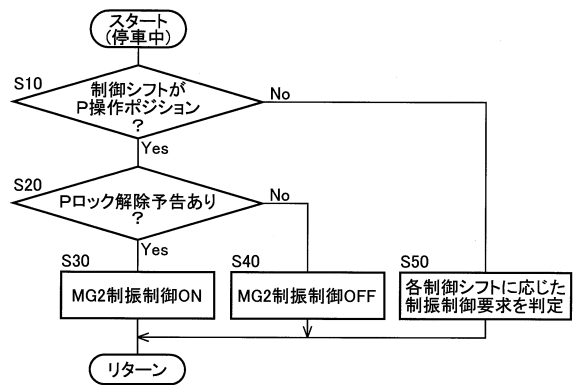 スタート
(停車中)
S10
制御シフトが
P操作ポジション
?
No
Yes
S20
Pロック解除予告あり
?
No
Yes
S30
MG2制振制御ON
S40
MG2制振制御OFF
S50
各制御シフトに応じた
制振制御要求を判定
リターン